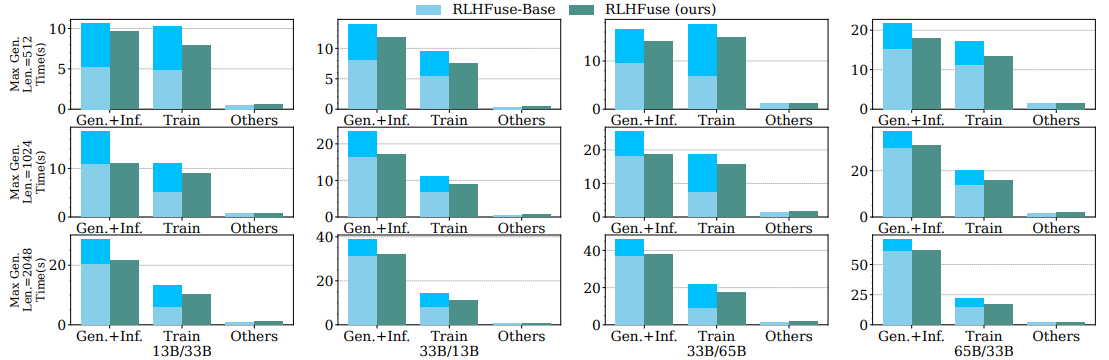 RLHFuse-Base RLHFuse (ours)
Max Gen.
Len.=512
Time(s)
10
5
0
Gen.+Inf. Train Others
10
5
0
Gen.+Inf. Train Others
10
0
Gen.+Inf. Train Others
20
10
0
Gen.+Inf. Train Others
Max Gen.
Len.=1024
Time(s)
10
0
Gen.+Inf. Train Others
20
10
0
Gen.+Inf. Train Others
20
10
0
Gen.+Inf. Train Others
20
0
Gen.+Inf. Train Others
Max Gen.
Len.=2048
Time(s)
20
0
Gen.+Inf. Train Others
13B/33B
40
20
0
Gen.+Inf. Train Others
33B/13B
40
20
0
Gen.+Inf. Train Others
33B/65B
50
25
0
Gen.+Inf. Train Others
65B/33B